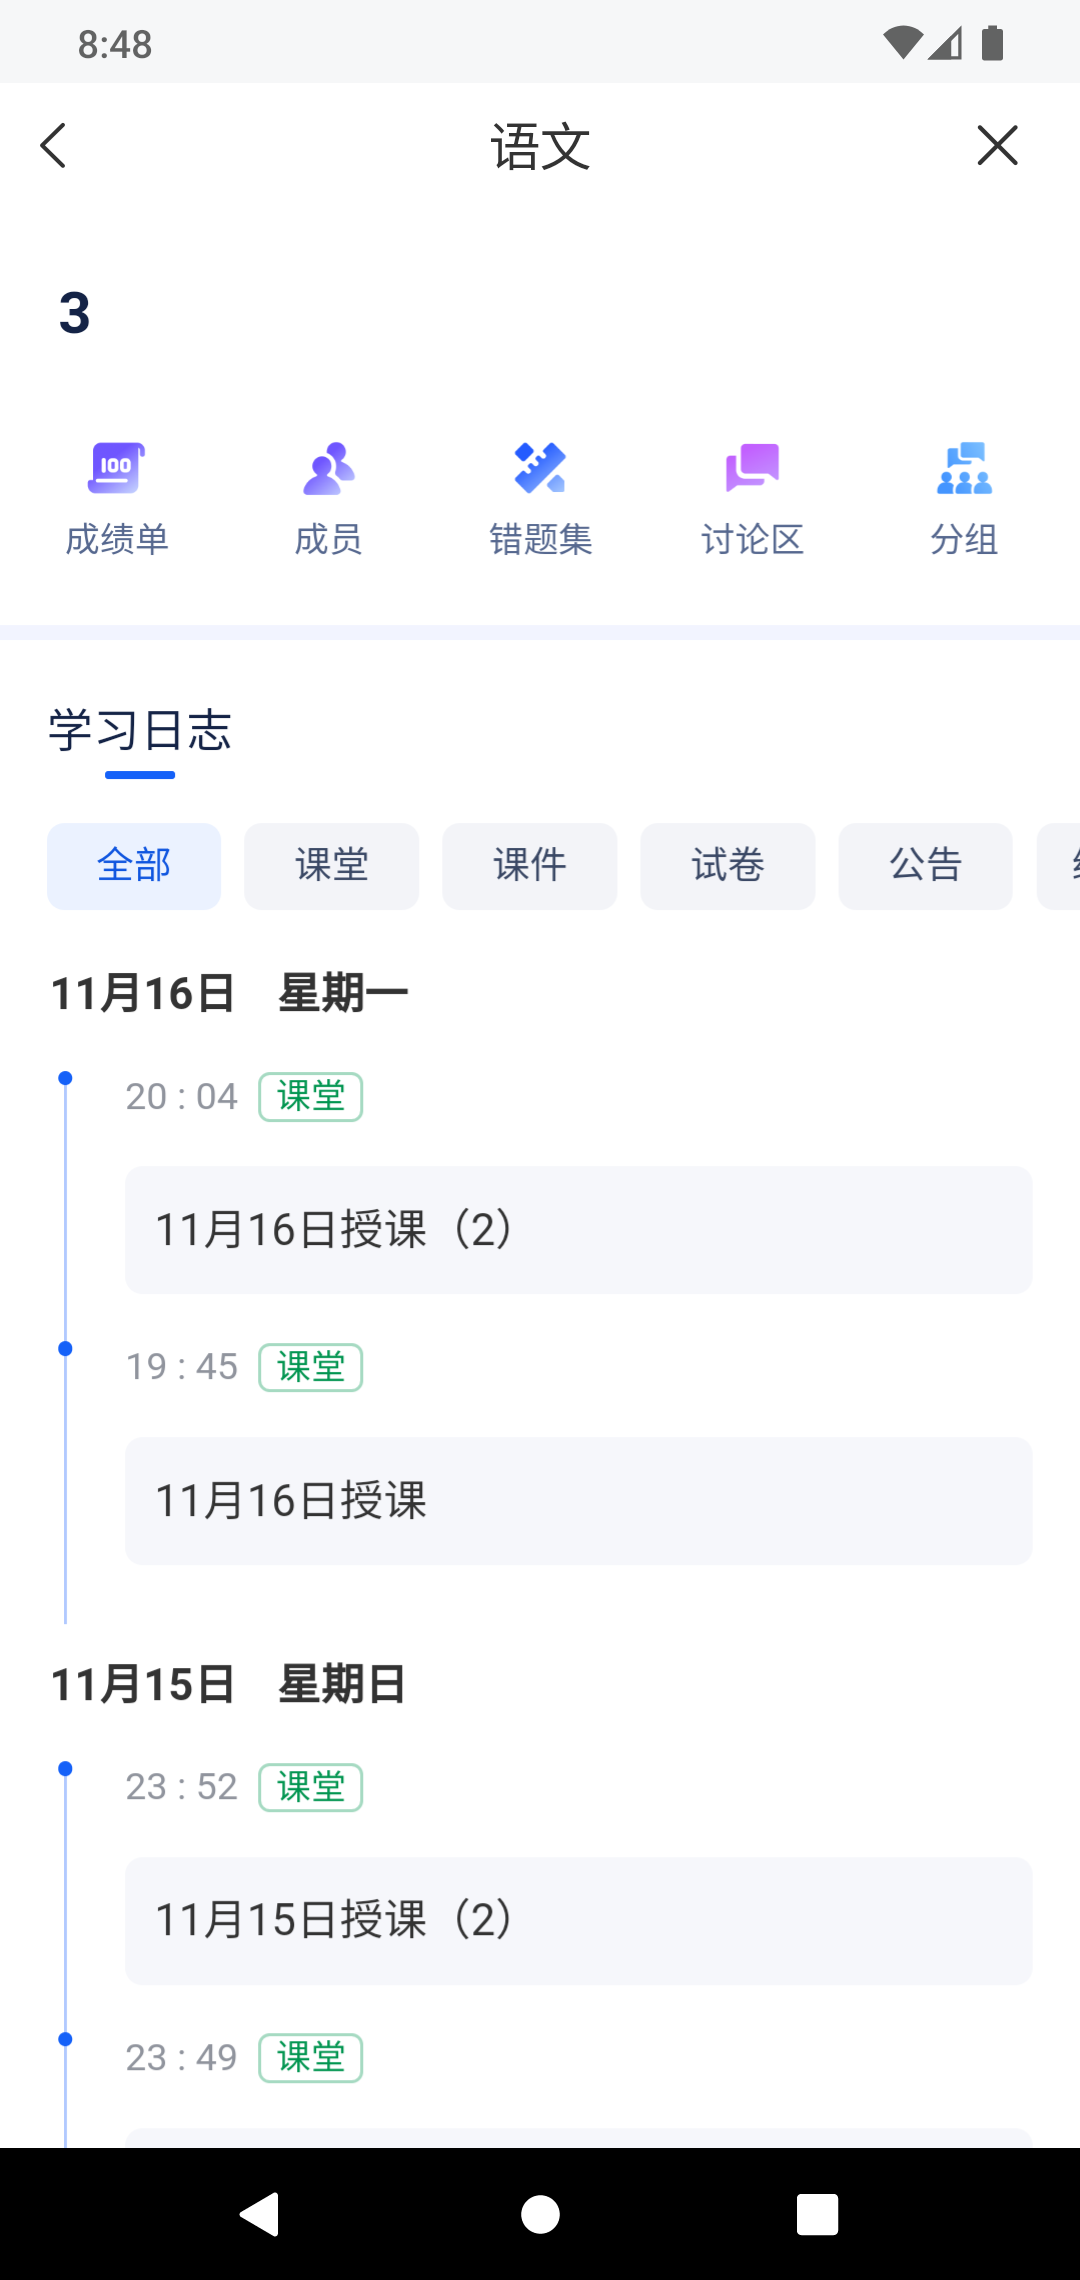 8:48
语文
3
100
成绩单 成员 错题集 讨论区 分组
学习日志
全部 课堂 课件 试卷 公告
11月16日 星期一
20 : 04 课堂
11月16日授课（2）
19 : 45 课堂
11月16日授课
11月15日 星期日
23 : 52 课堂
11月15日授课（2）
23 : 49 课堂